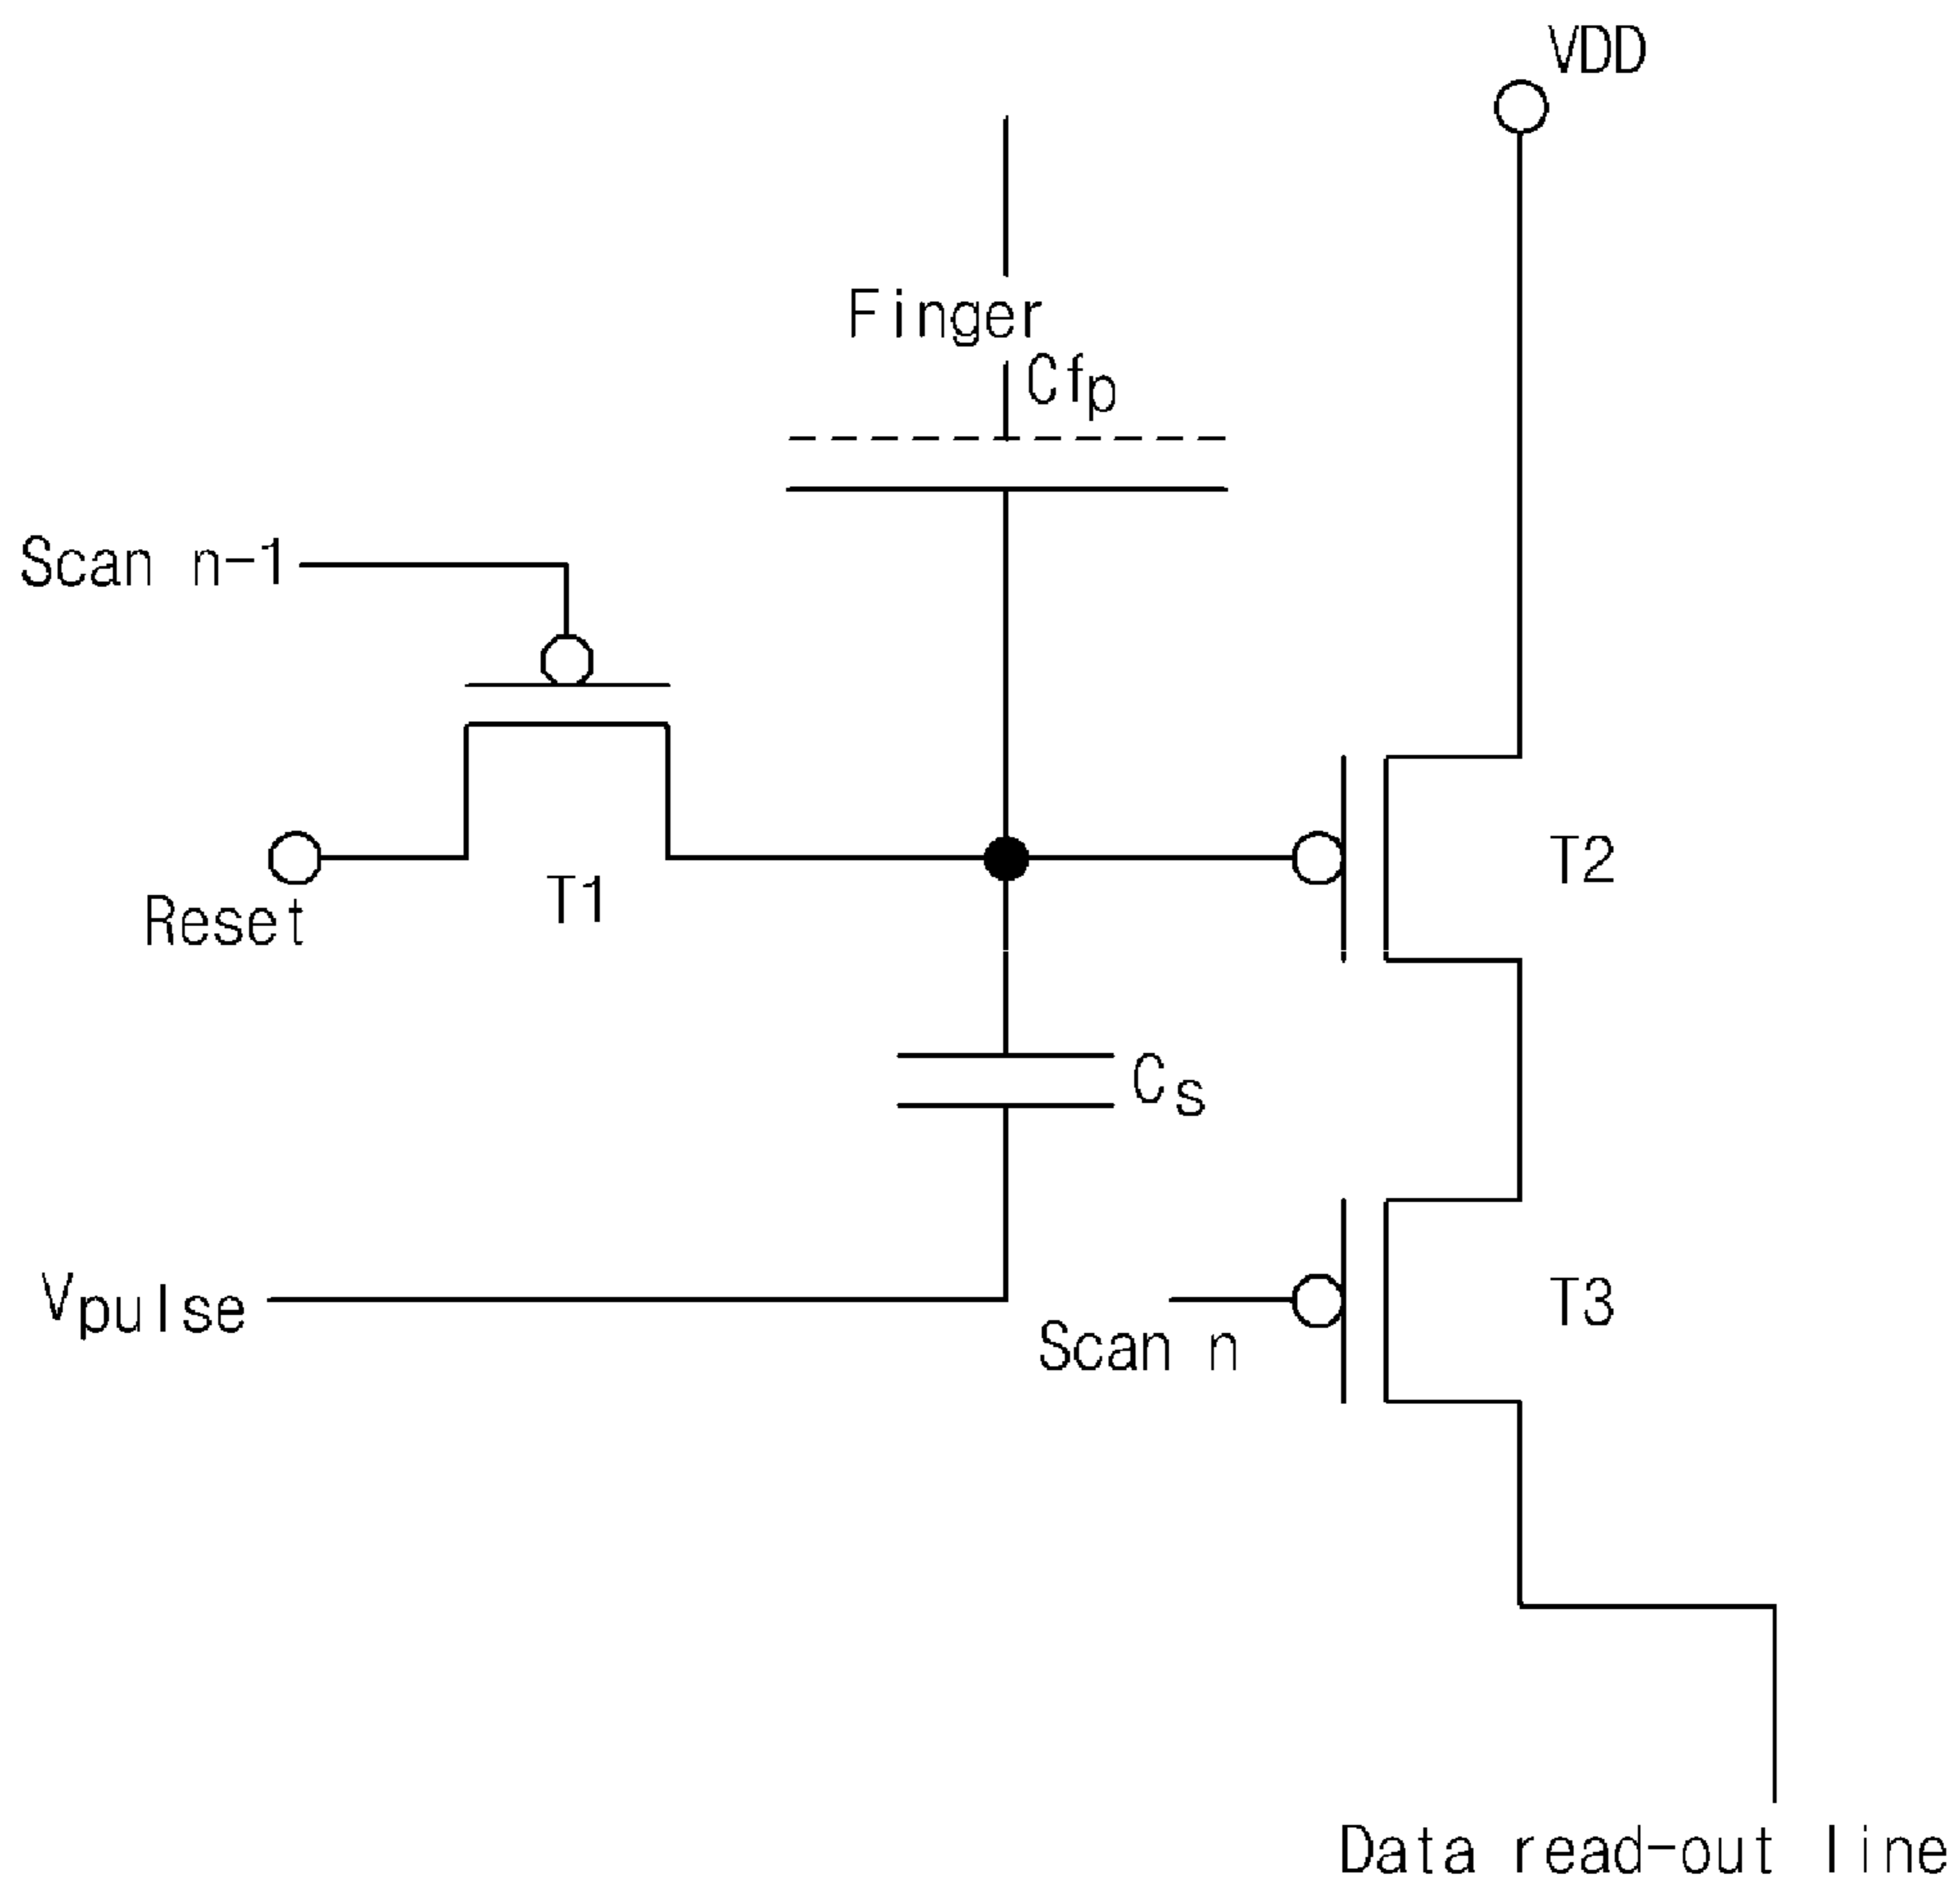 VDD
Finger
Cfp
Scan n-1
T1
T2
Reset
Cs
Vpulse
Scan n
T3
Data read-out line